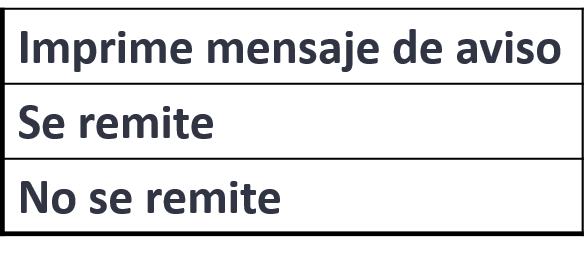 Imprime mensaje de aviso
Se remite
No se remite